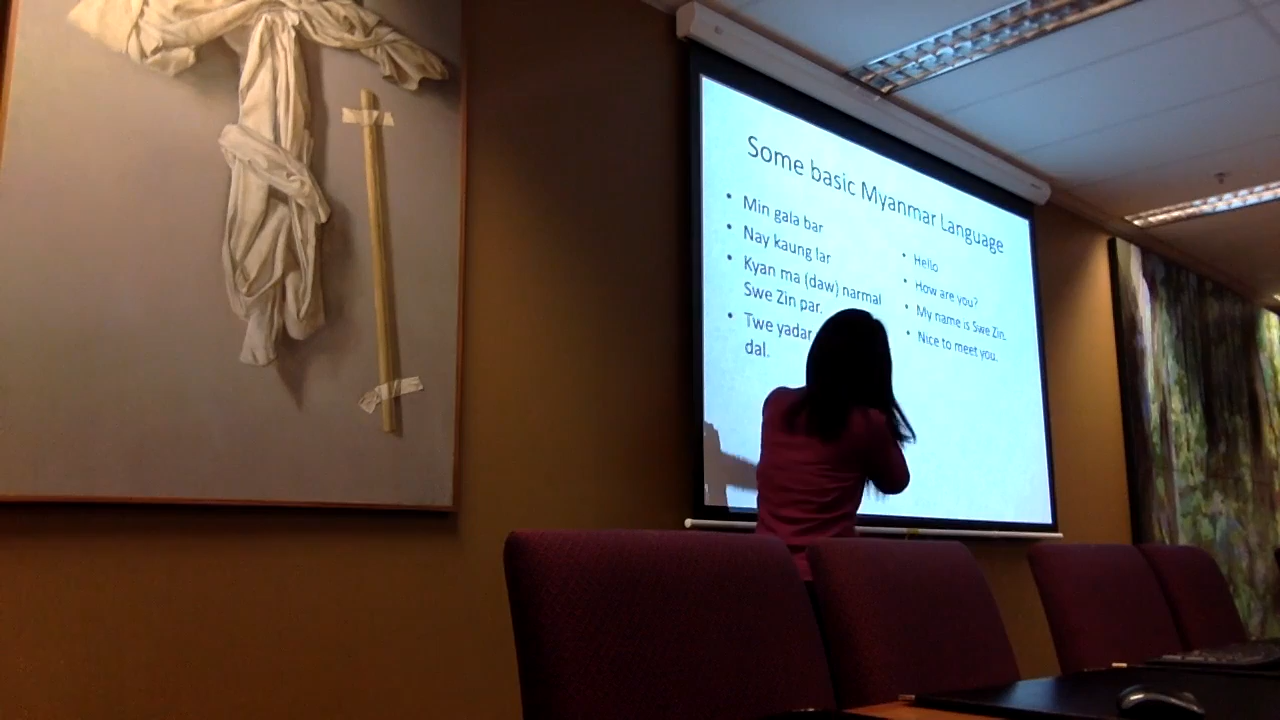 Some basic Myanmar Language
Min gala bar
Nay kaung lar
Kyan ma (daw) narmal
Swe Zin par.
Twe yadar
dal.
Hello
How are you?
My name is Swe Zin.
Nice to meet you.